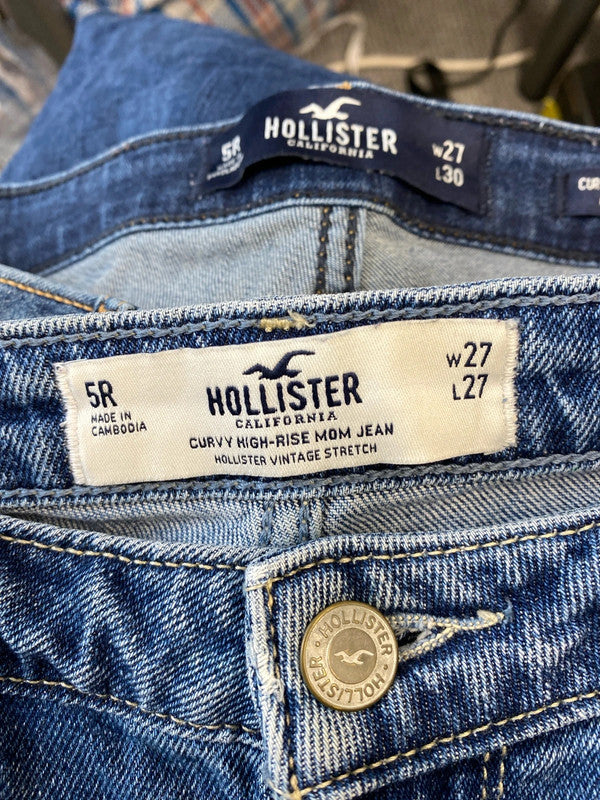 5R
HOLLISTER
CALIFORNIA
W27
L30
CUR
5R
MADE IN
CAMBODIA
HOLLISTER
CALIFORNIA
CURVY HIGH-RISE MOM JEAN
HOLLISTER VINTAGE STRETCH
W27
L27
HOLLISTER • HOLLISTER •